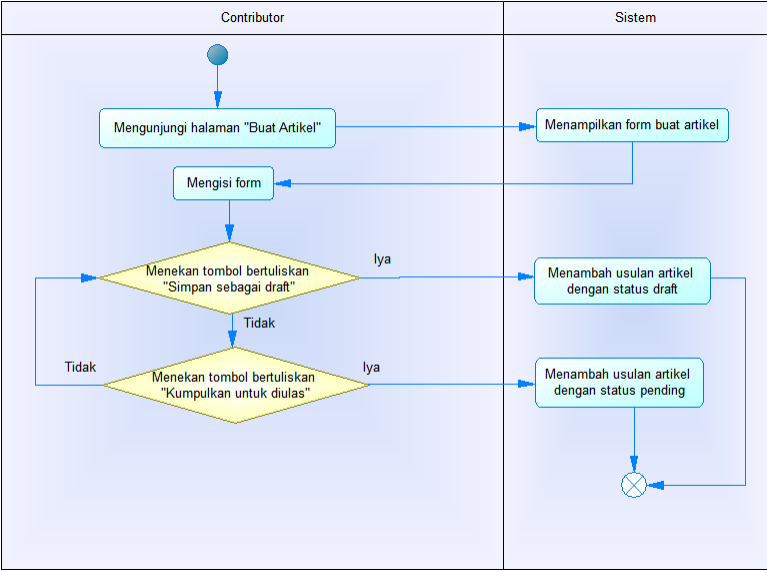 Contributor
Sistem
Mengunjungi halaman "Buat Artikel"
Menampilkan form buat artikel
Mengisi form
Menekan tombol bertuliskan
"Simpan sebagai draft"
Iya
Menambah usulan artikel
dengan status draft
Tidak
Tidak
Menekan tombol bertuliskan
"Kumpulkan untuk diulas"
Iya
Menambah usulan artikel
dengan status pending